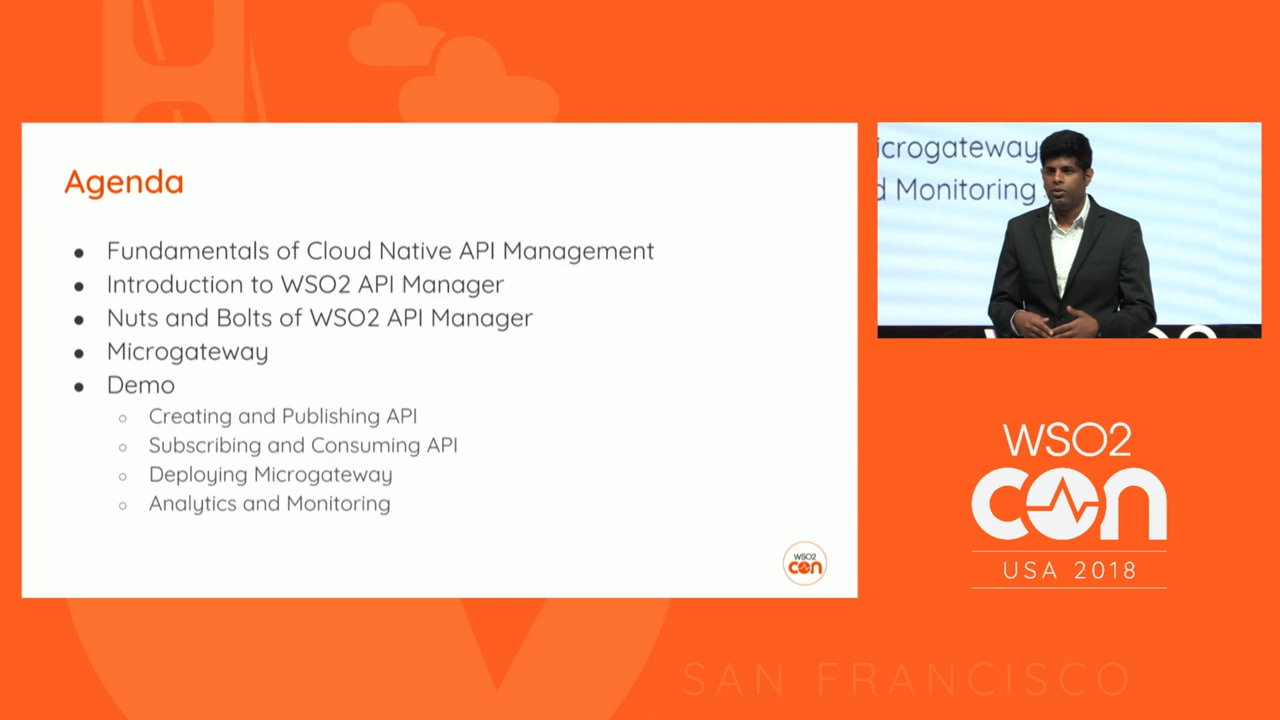 Agenda
Fundamentals of Cloud Native API Management
Introduction to WSO2 API Manager
Nuts and Bolts of WSO2 API Manager
Microgateway
Demo
Creating and Publishing API
Subscribing and Consuming API
Deploying Microgateway
Analytics and Monitoring
WSO2
con
icrogateway
d Monitoring
WSO2
con
USA 2018
SAN FRANCISCO